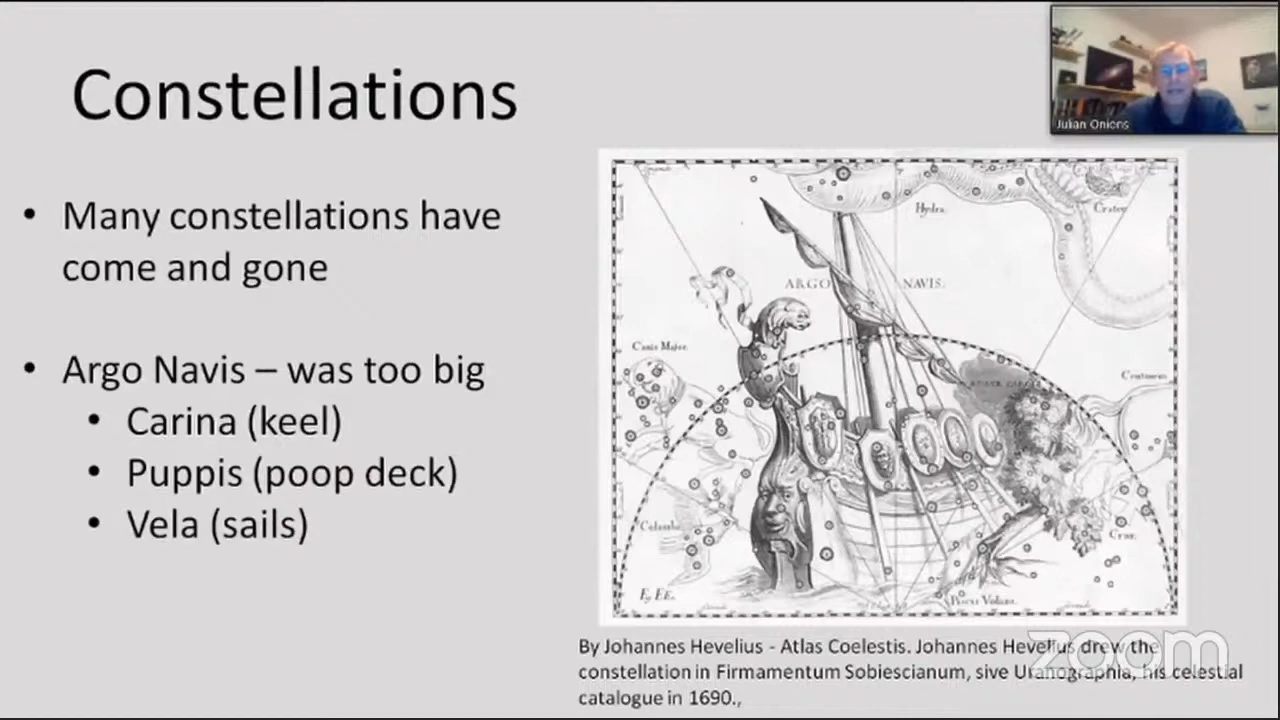 Constellations
Julian Onions
• Many constellations have
come and gone
• Argo Navis – was too big
• Carina (keel)
• Puppis (poop deck)
• Vela (sails)
Hydra
Crater
ARGO NAVIS.
Canis Major.
Centaurus
Columba
Crux
Fig. EE.
Piscis Volans.
By Johannes Hevelius - Atlas Coelestis. Johannes Hevelius drew the
constellation in Firmamentum Sobiescianum, sive Uranographia, his celestial
catalogue in 1690.,
zoom